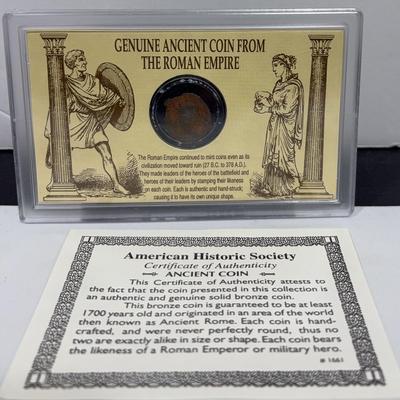 GENUINE ANCIENT COIN FROM
THE ROMAN EMPIRE
The Roman Empire continued to mint coins even as its
civilization moved toward ruin (27 B.C. to 378 A.D.).
They made leaders of the heroes of the battlefield and
heroes of their leaders by stamping their likeness
on each coin. Each is authentic and hand-struck;
causing it to have its own unique shape.
American Historic Society
Certificate of Authenticity
ANCIENT COIN
This Certificate of Authenticity attests to
the fact that the coin presented in this collection is
an authentic and genuine solid bronze coin.
This bronze coin is guaranteed to be at least
1700 years old and originated in an area of the world
then known as Ancient Rome. Each coin is hand-
crafted, and were never perfectly round, thus no
two are exactly alike in size or shape. Each coin bears
the likeness of a Roman Emperor or military hero.
# 1661